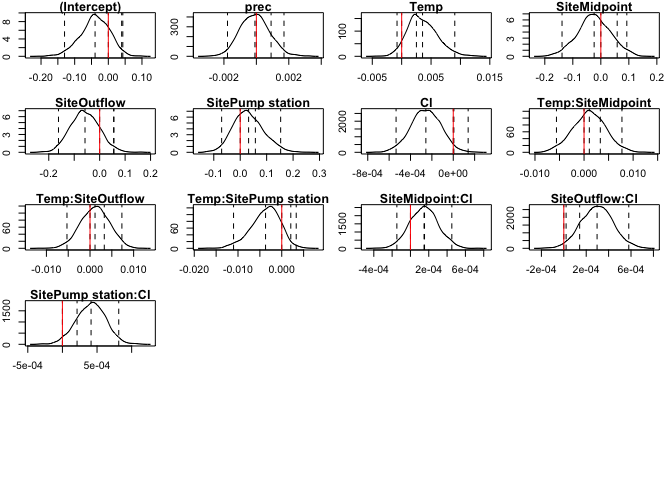 (Intercept) prec Temp SiteMidpoint
0 4 8 0 300 0 100 0 3 6
-0.20 -0.10 0.00 0.10 -0.002 0.002 -0.005 0.005 0.015 -0.2 -0.1 0.0 0.1 0.2
SiteOutflow SitePump station Cl Temp:SiteMidpoint
0 3 6 0 3 6 0 2000 0 60
-0.2 0.0 0.1 0.2 -0.1 0.0 0.1 0.2 0.3 -8e-04 -4e-04 0e+00 -0.010 0.000 0.010
Temp:SiteOutflow Temp:SitePump station SiteMidpoint:Cl SiteOutflow:Cl
0 60 0 60 0 1500 0 2000
-0.010 0.000 0.010 -0.020 -0.010 0.000 -4e-04 2e-04 6e-04 -2e-04 2e-04 6e-04
SitePump station:Cl
0 1500
-5e-04 5e-04